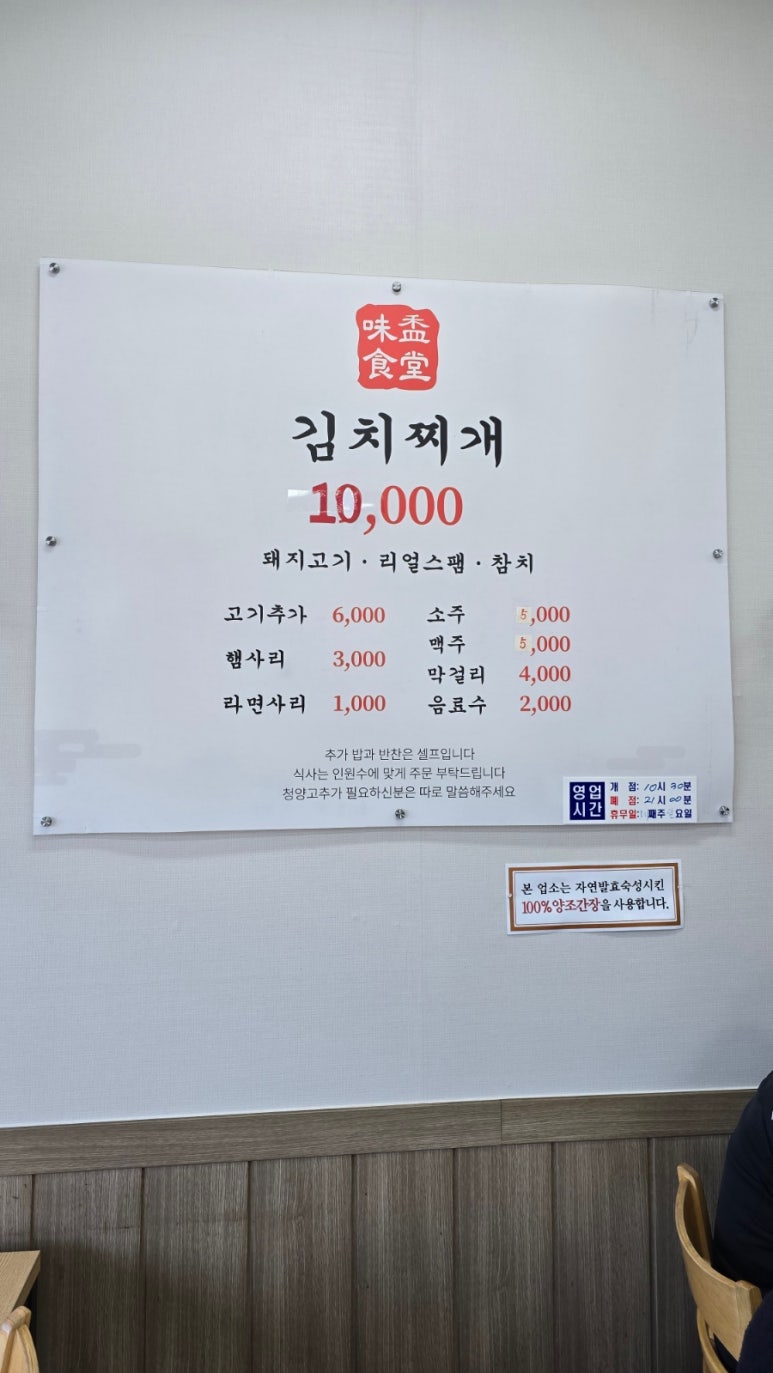 味盃
食堂
김치찌개
10,000
돼지고기 · 리얼스팸 · 참치
고기추가 6,000
햄사리 3,000
라면사리 1,000
소주 5,000
맥주 5,000
막걸리 4,000
음료수 2,000
추가 밥과 반찬은 셀프입니다
식사는 인원수에 맞게 주문 부탁드립니다
청양고추가 필요하신분은 따로 말씀해주세요
영업시간
개 점: 10시 30분
폐 점: 21시 00분
휴무일: 째주 요일
본 업소는 자연발효숙성시킨
100%양조간장을 사용합니다.